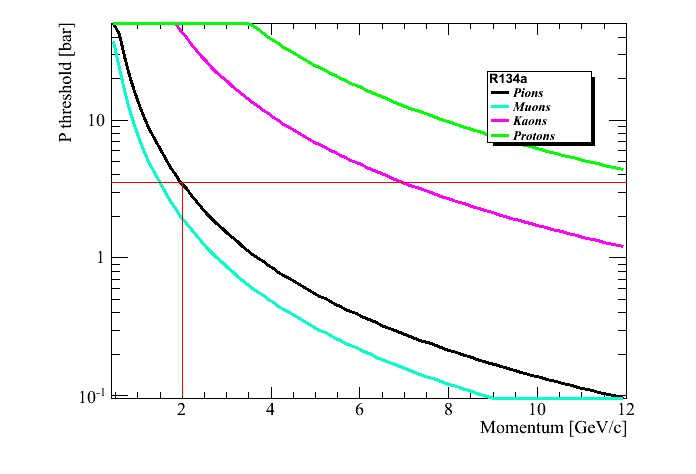 P threshold [bar]
10
1
10-1
R134a
Pions
Muons
Kaons
Protons
2 4 6 8 10 12
Momentum [GeV/c]